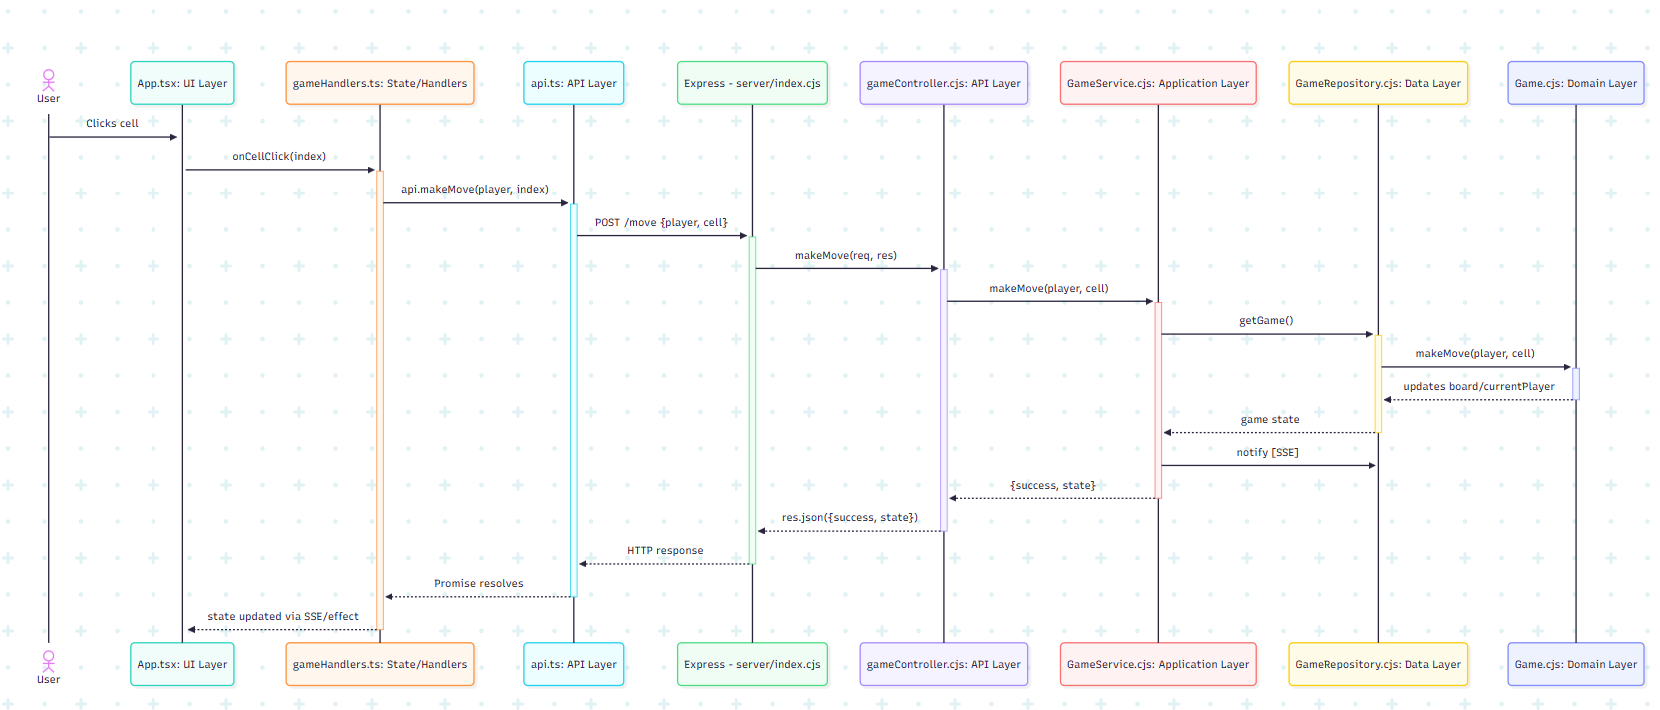 User
App.tsx: UI Layer
gameHandlers.ts: State/Handlers
api.ts: API Layer
Express - server/index.cjs
gameController.cjs: API Layer
GameService.cjs: Application Layer
GameRepository.cjs: Data Layer
Game.cjs: Domain Layer
Clicks cell
onCellClick(index)
api.makeMove(player, index)
POST /move {player, cell}
makeMove(req, res)
makeMove(player, cell)
getGame()
makeMove(player, cell)
updates board/currentPlayer
game state
notify [SSE]
{success, state}
res.json({success, state})
HTTP response
Promise resolves
state updated via SSE/effect
User
App.tsx: UI Layer
gameHandlers.ts: State/Handlers
api.ts: API Layer
Express - server/index.cjs
gameController.cjs: API Layer
GameService.cjs: Application Layer
GameRepository.cjs: Data Layer
Game.cjs: Domain Layer